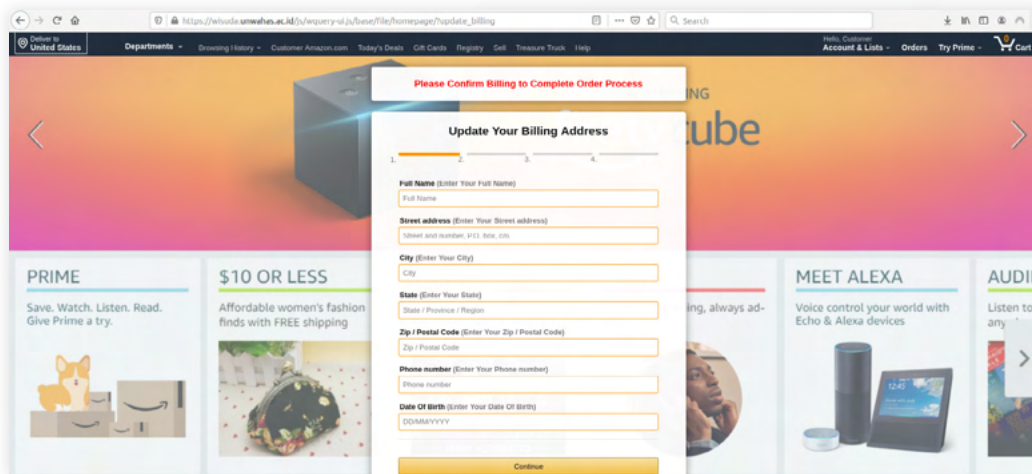 https://wisuda.unwahas.ac.id/js/wquery-ui.js/base/file/homepage/?update_billing
Search
Deliver to
United States
Departments
Browsing History
Customer Amazon.com
Today's Deals
Gift Cards
Registry
Sell
Treasure Truck
Help
Hello, Customer
Account & Lists
Orders
Try Prime
0
Cart
Please Confirm Billing to Complete Order Process
ING
cube
Update Your Billing Address
1.
2.
3.
4.
Full Name (Enter Your Full Name)
Full Name
Street address (Enter Your Street address)
Street and number, P.O. box, c/o.
City (Enter Your City)
City
State (Enter Your State)
State / Province / Region
Zip / Postal Code (Enter Your Zip / Postal Code)
Zip / Postal Code
Phone number (Enter Your Phone number)
Phone number
Date Of Birth (Enter Your Date Of Birth)
DD/MM/YYYY
Continue
PRIME
Save. Watch. Listen. Read.
Give Prime a try.
$10 OR LESS
Affordable women's fashion
finds with FREE shipping
ing, always ad-
MEET ALEXA
Voice control your world with
Echo & Alexa devices
12:45
AUDI
Listen to
any